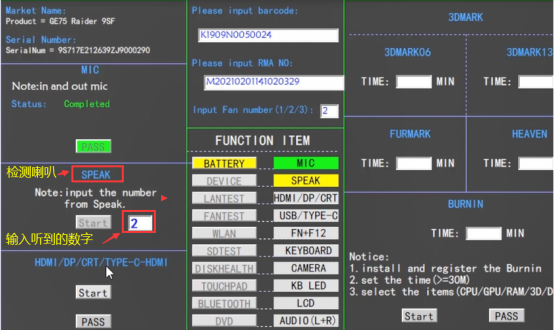 Market Name:
Product = GE75 Raider 9SF
Serial Number:
SerialNum = 9S717E212639ZJ9000290
MIC
Note:in and out mic
Status: Completed
PASS
检测喇叭
SPEAK
Note:input the number
from Speak.
Start
2
输入听到的数字
HDMI/DP/CRT/TYPE-C-HDMI
Start
PASS
Please input barcode:
K1909N0050024
Please input RMA NO:
M20210201141020329
Input Fan number(1/2/3):
2
FUNCTION ITEM
BATTERY MIC
DEVICE SPEAK
LANTEST HDMI/DP/CRT
FANTEST USB/TYPE-C
WLAN FN+F12
SDTEST KEYBOARD
DISKHEALTH CAMERA
TOUCHPAD KB LED
BLUETOOTH LCD
DVD AUDIO(L+R)
3DMARK
3DMARK06
3DMARK13
TIME: MIN
TIME:
FURMARK
HEAVEN
TIME: MIN
TIME:
BURNIN
TIME: MIN
Notice:
1. install and register the Burnin
2. set the time(>=30M)
3. select the items(CPU/GPU/RAM/3D/D
Start
PASS